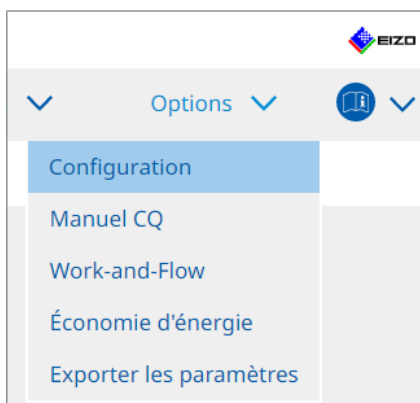 EIZO
Options
Configuration
Manuel CQ
Work-and-Flow
Économie d'énergie
Exporter les paramètres